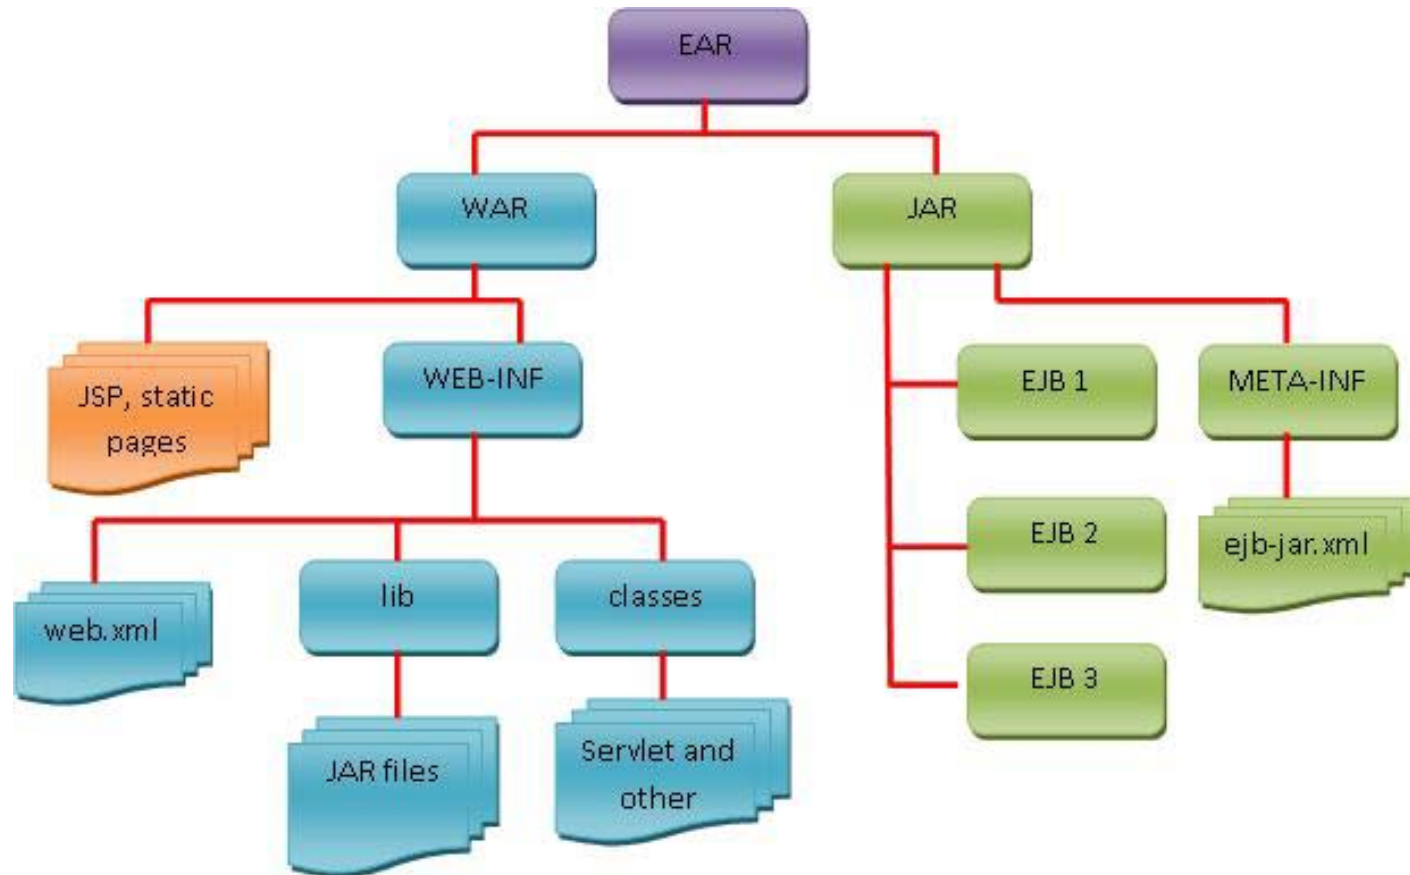 EAR
WAR
JAR
JSP, static
pages
WEB-INF
EJB 1
META-INF
EJB 2
ejb-jar.xml
web.xml
lib
classes
EJB 3
JAR files
Servlet and
other